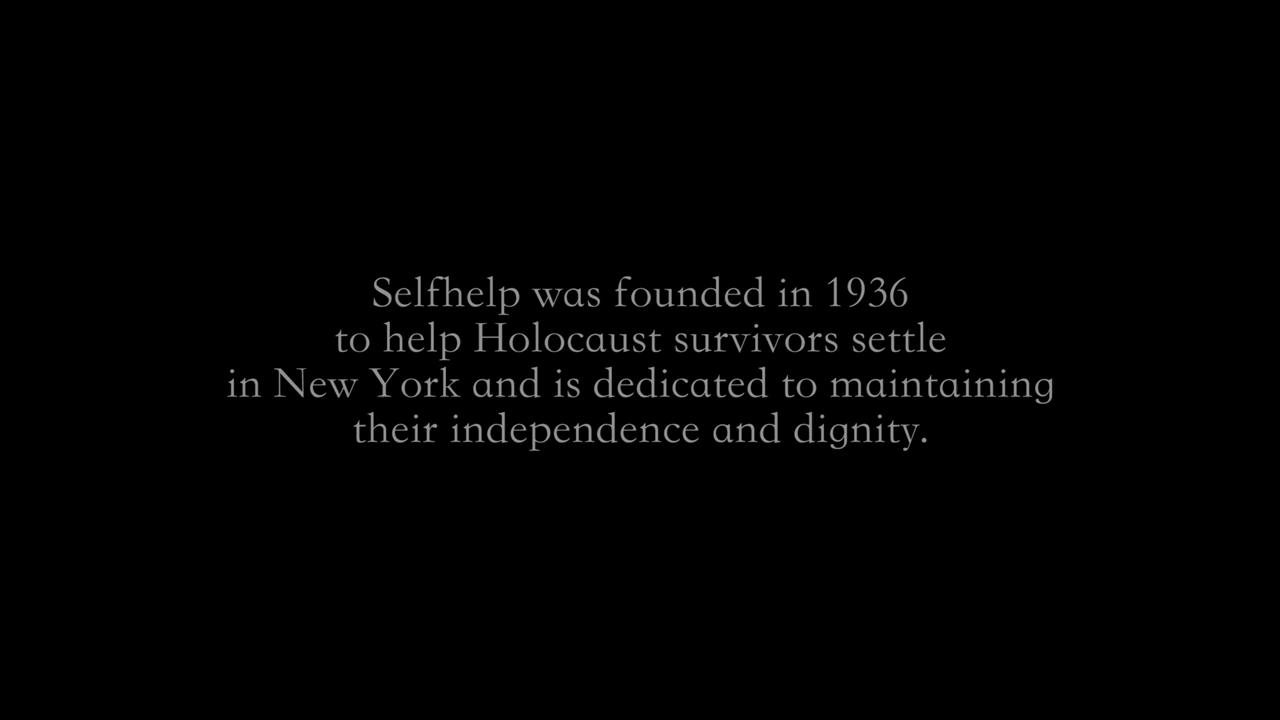 Selfhelp was founded in 1936
to help Holocaust survivors settle
in New York and is dedicated to maintaining
their independence and dignity.